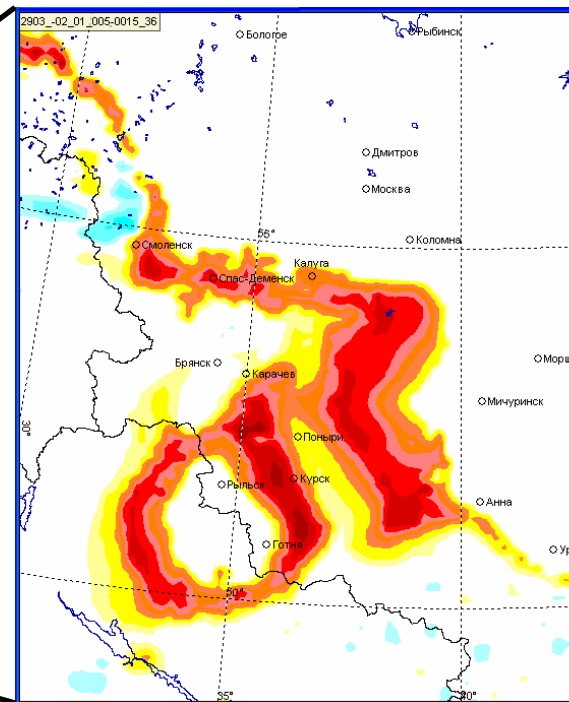 2903_-02_01_005-0015_36
Бологое
Рыбинск
Дмитров
Москва
55°
Коломна
Смоленск
Калуга
Спас-Деменск
Брянск
Морш
Карачев
Мичуринск
30°
Поныри
Рыльск
Курск
Анна
Готня
Ур
50°
35°
40°